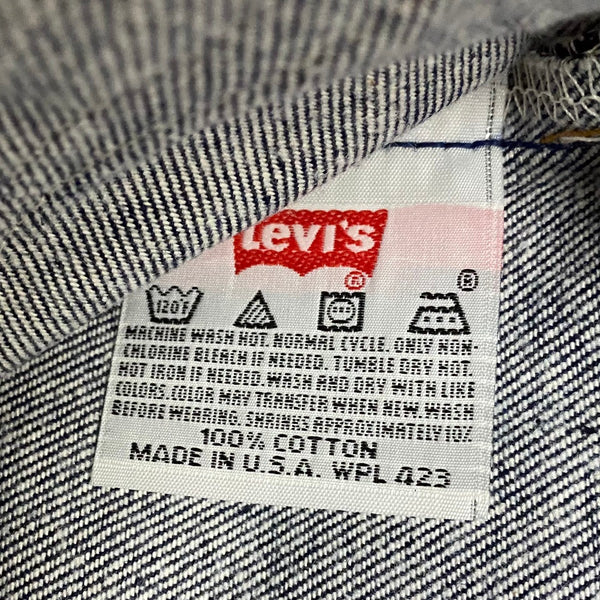 Levi's
®
®
120°F
MACHINE WASH HOT. NORMAL CYCLE. ONLY NON-
CHLORINE BLEACH IF NEEDED. TUMBLE DRY HOT.
HOT IRON IF NEEDED. WASH AND DRY WITH LIKE
COLORS. COLOR MAY TRANSFER WHEN NEW. WASH
BEFORE WEARING. SHRINKS APPROXIMATELY 10%
100% COTTON
MADE IN U.S.A. WPL 423